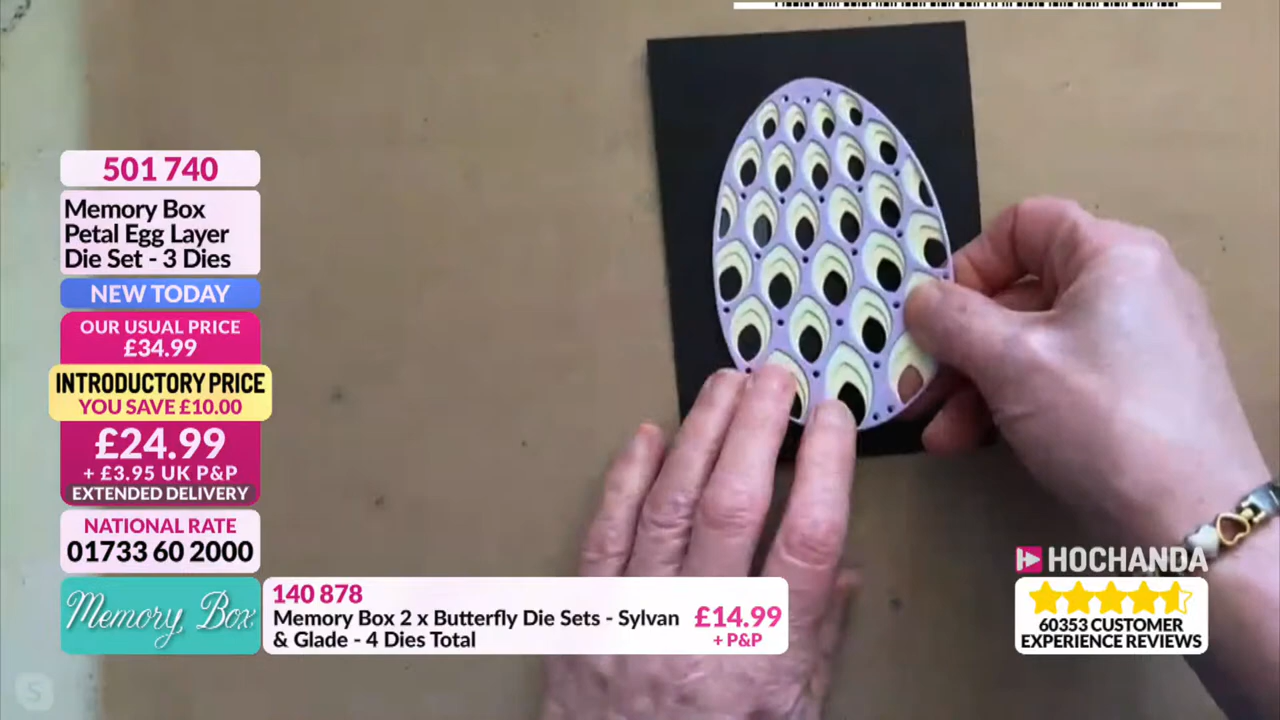 501 740
Memory Box
Petal Egg Layer
Die Set - 3 Dies
NEW TODAY
OUR USUAL PRICE
£34.99
INTRODUCTORY PRICE
YOU SAVE £10.00
£24.99
+ £3.95 UK P&P
EXTENDED DELIVERY
NATIONAL RATE
01733 60 2000
Memory Box
140 878
Memory Box 2 x Butterfly Die Sets - Sylvan
& Glade - 4 Dies Total
£14.99
+ P&P
HOCHANDA
60353 CUSTOMER
EXPERIENCE REVIEWS
S